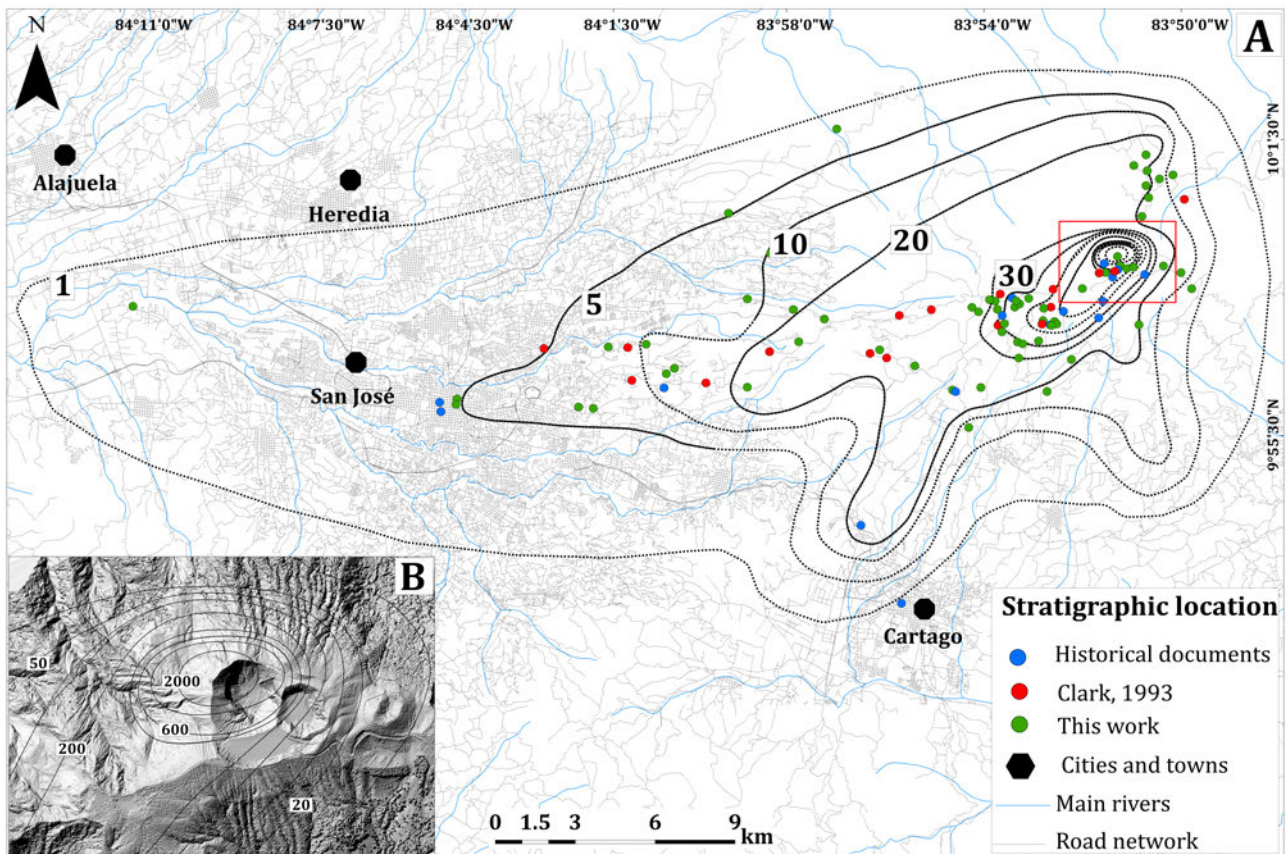 84°11'0"W 84°7'30"W 84°4'30"W 84°1'30"W 83°58'0"W 83°54'0"W 83°50'0"W
A
N
10°1'30"N
Alajuela
Heredia
10
20
1
30
5
San José
9°55'30"N
B
50
2000
600
200
20
Cartago
Stratigraphic location
Historical documents
Clark, 1993
This work
Cities and towns
Main rivers
Road network
0 1.5 3 6 9
km